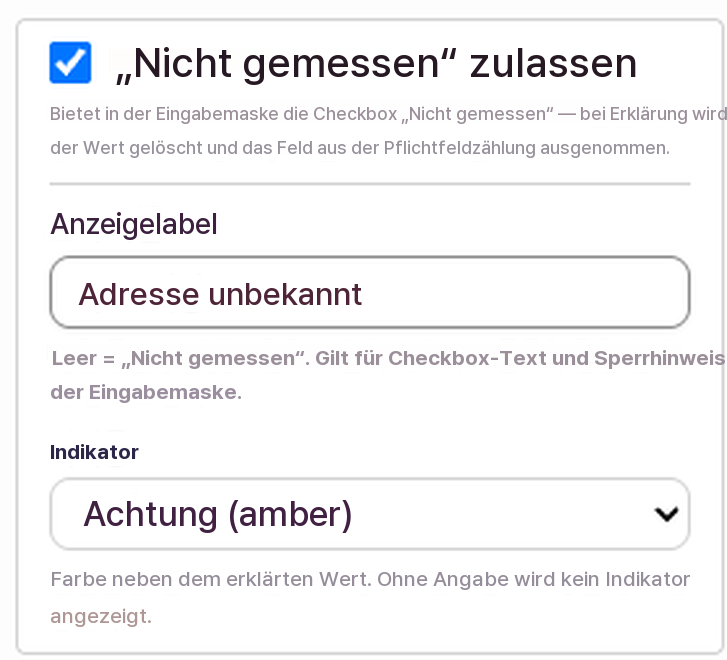 „Nicht gemessen“ zulassen
Bietet in der Eingabemaske die Checkbox „Nicht gemessen“ — bei Erklärung wird
der Wert gelöscht und das Feld aus der Pflichtfeldzählung ausgenommen.
Anzeigelabel
Adresse unbekannt
Leer = „Nicht gemessen“. Gilt für Checkbox-Text und Sperrhinweis
der Eingabemaske.
Indikator
Achtung (amber)
Farbe neben dem erklärten Wert. Ohne Angabe wird kein Indikator
angezeigt.